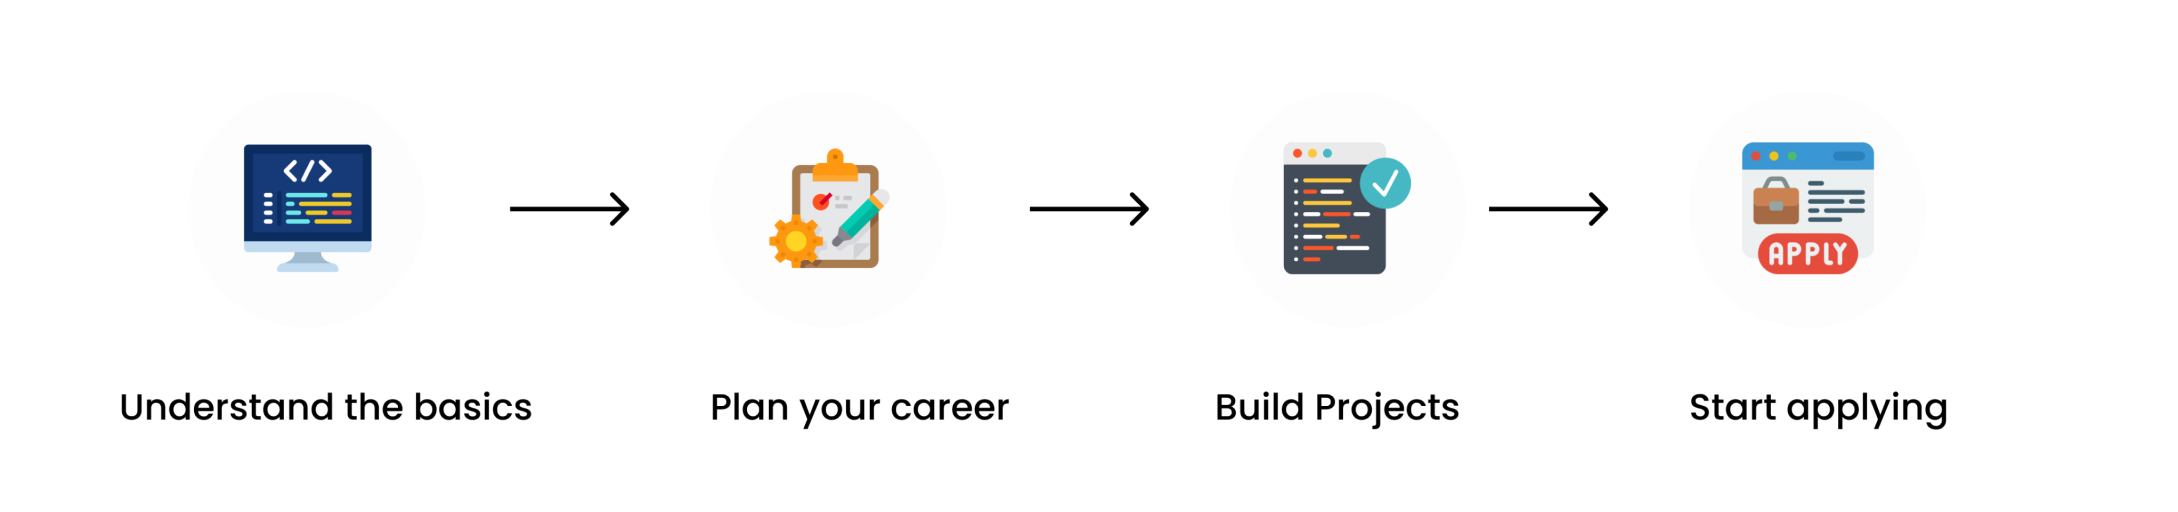 </>
APPLY
Understand the basics
Plan your career
Build Projects
Start applying